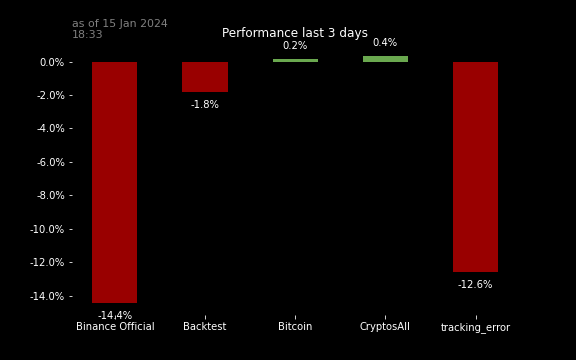 as of 15 Jan 2024
18:33
Performance last 3 days
0.2%
0.4%
0.0%
-2.0%
-1.8%
-4.0%
-6.0%
-8.0%
-10.0%
-12.0%
-12.6%
-14.0%
-14.4%
Binance Official
Backtest
Bitcoin
CryptosAll
tracking_error